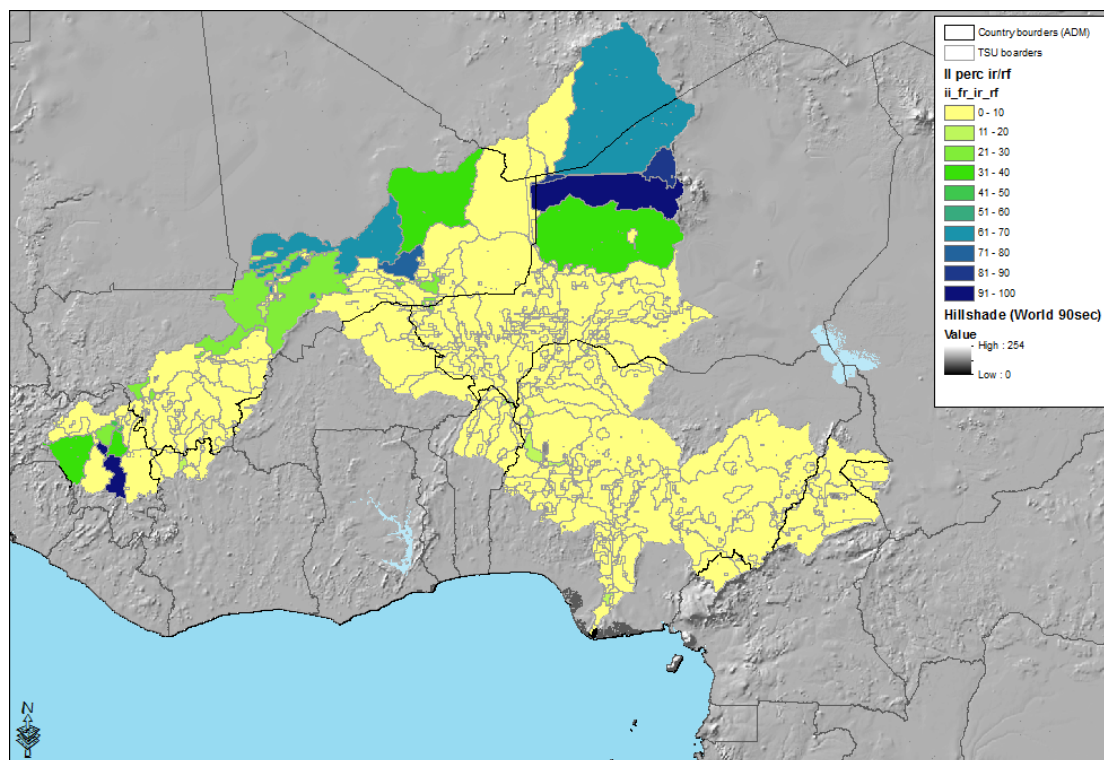 Country bourders (ADM)
TSU boarders
II perc ir/rf
ii_fr_ir_rf
0 - 10
11 - 20
21 - 30
31 - 40
41 - 50
51 - 60
61 - 70
71 - 80
81 - 90
91 - 100
Hillshade (World 90sec)
Value
High : 254
Low : 0
N